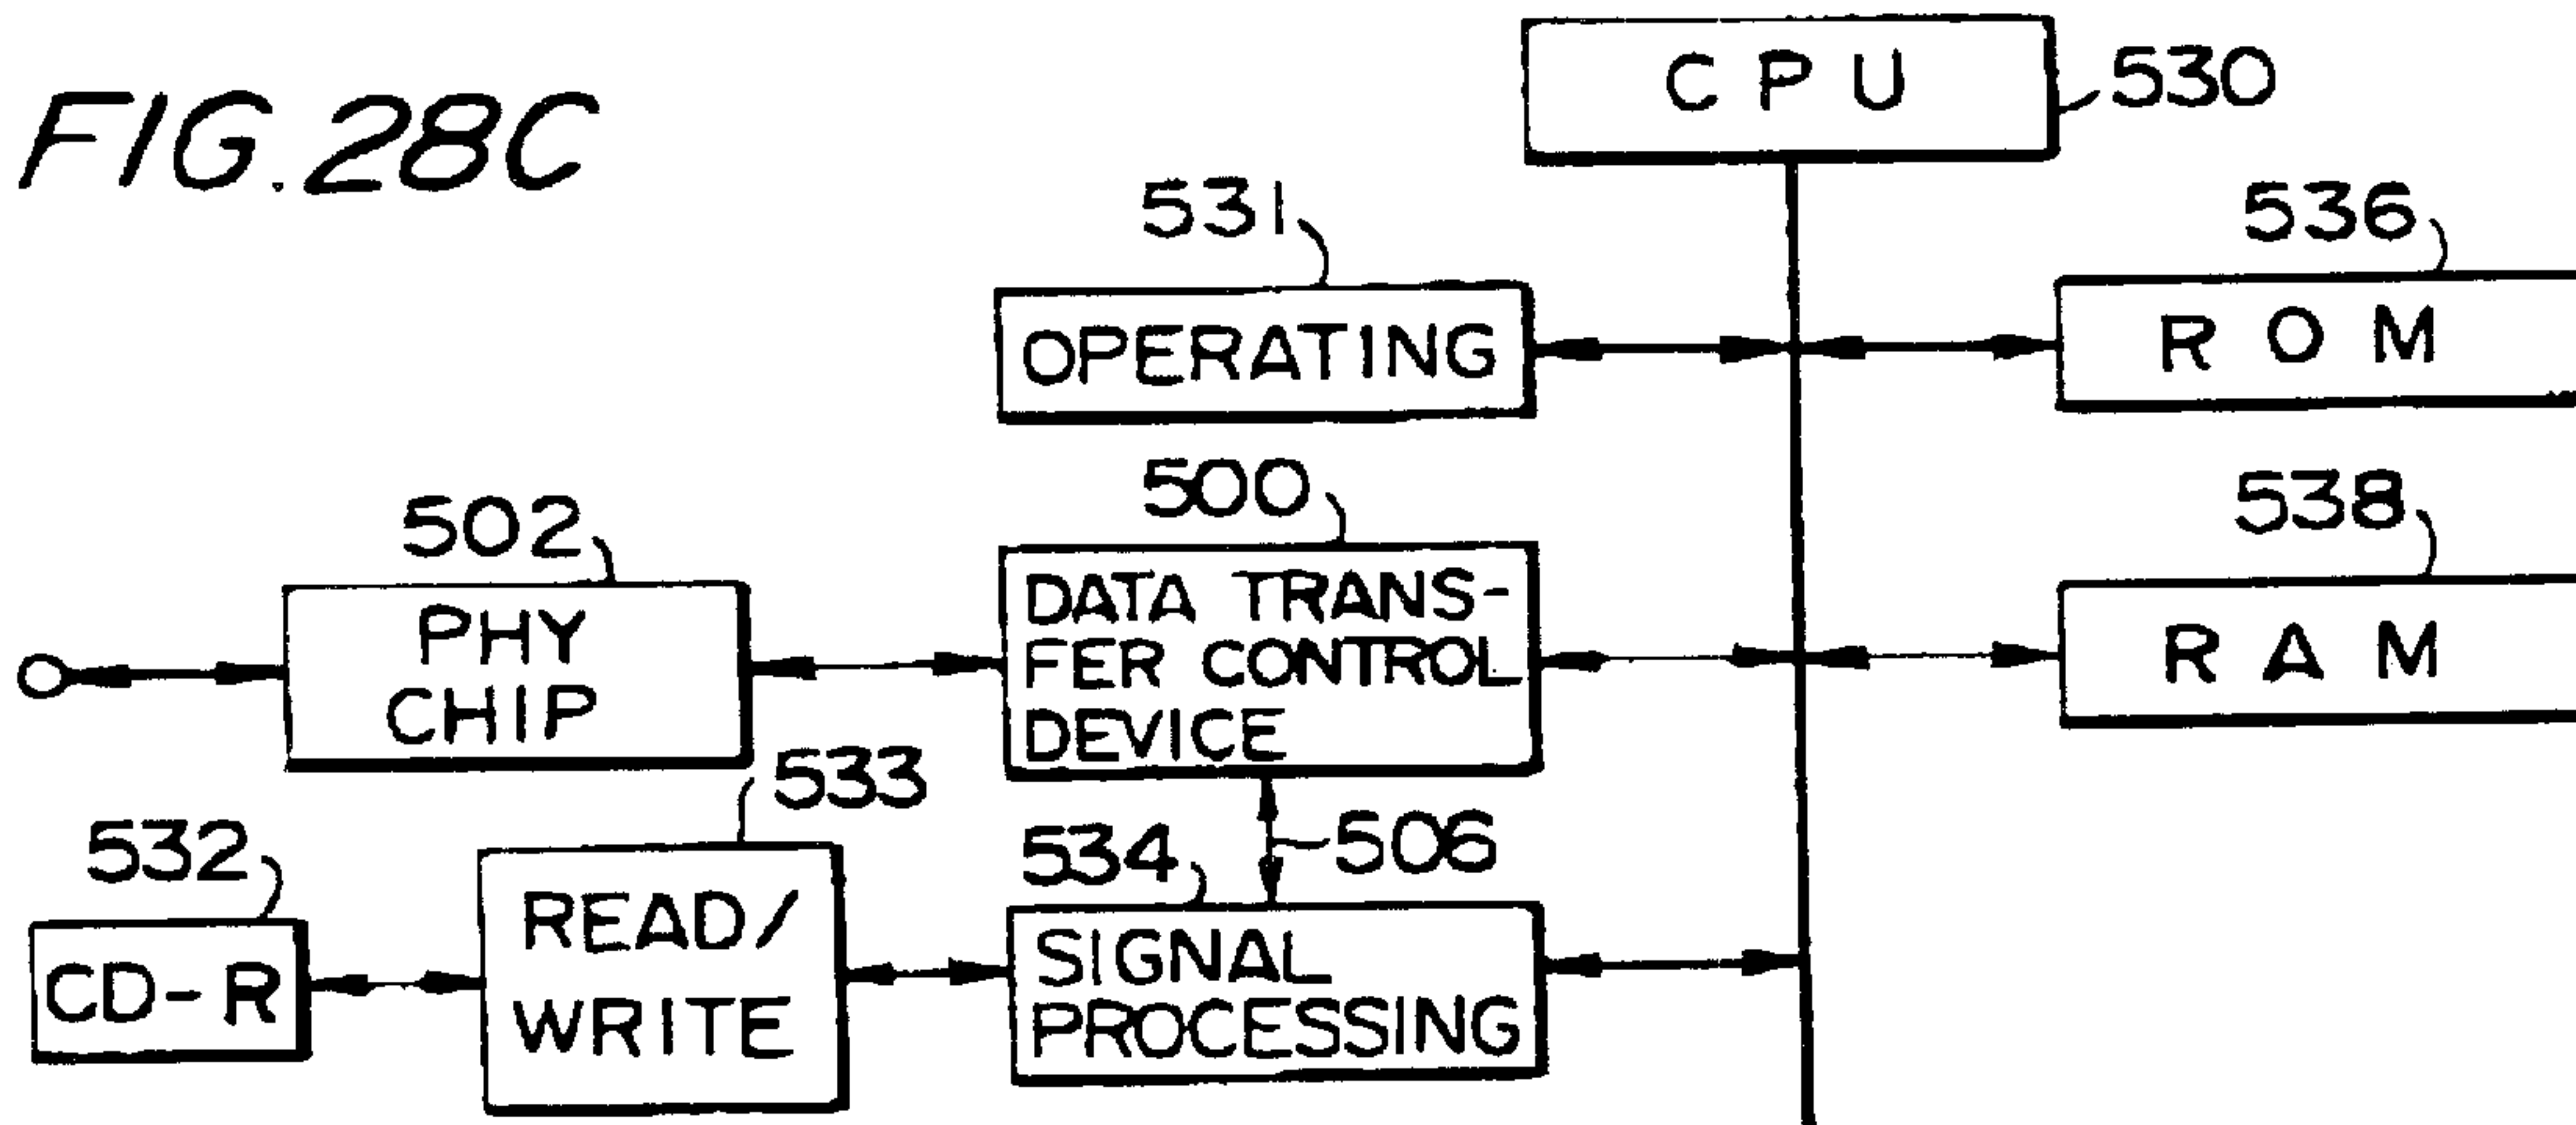 FIG. 28C
CPU
530
531
OPERATING
536
ROM
502
PHY
CHIP
500
DATA TRANS-
FER CONTROL
DEVICE
538
RAM
532
CD-R
533
READ/
WRITE
534
506
SIGNAL
PROCESSING